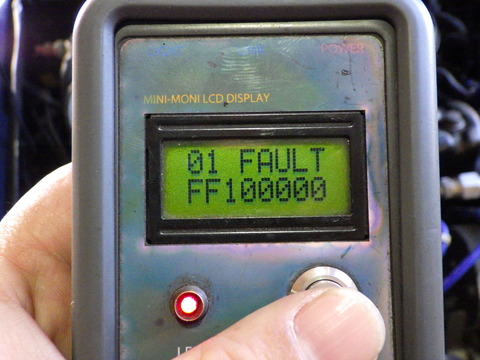 POWER
MINI-MONI LCD DISPLAY
01 FAULT
FF100000